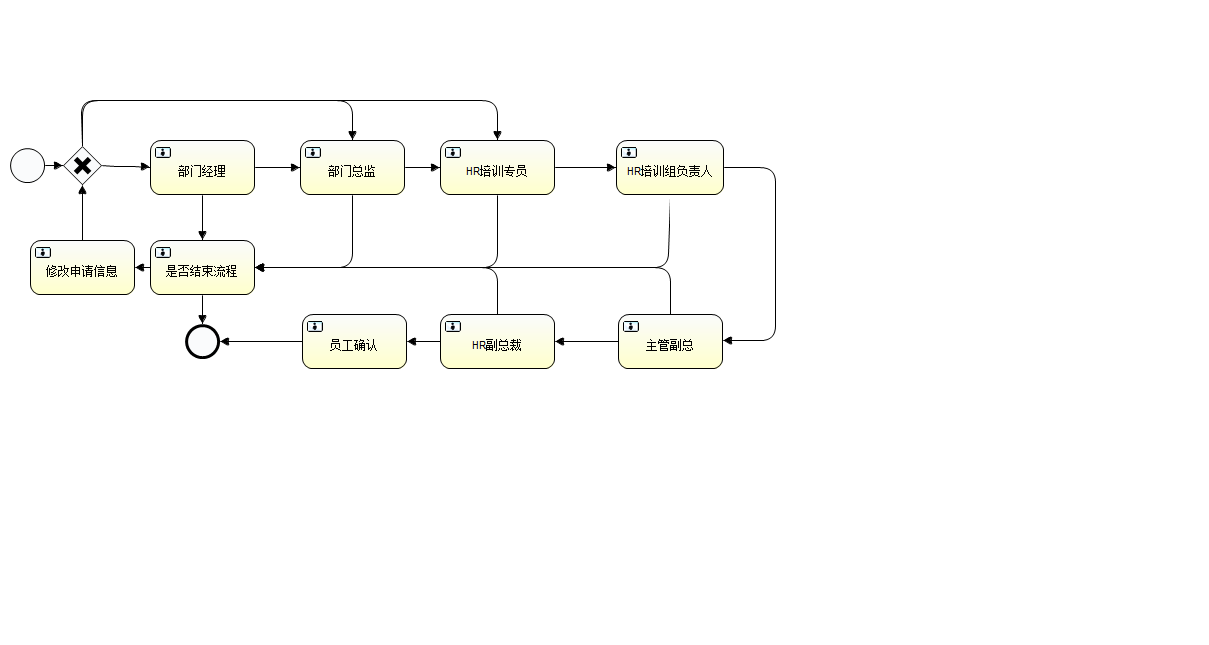 部门经理
部门总监
HR培训专员
HR培训组负责人
修改申请信息
是否结束流程
员工确认
HR副总裁
主管副总